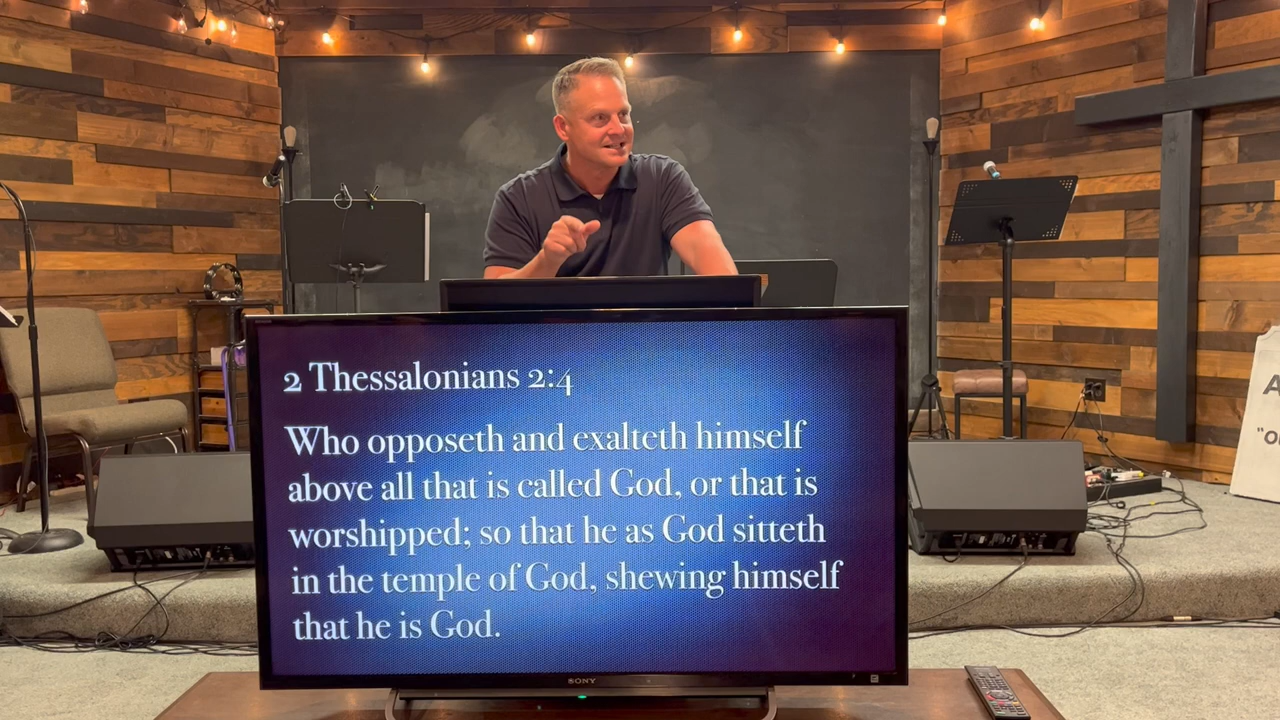 2 Thessalonians 2:4
Who opposeth and exalteth himself
above all that is called God, or that is
worshipped; so that he as God sitteth
in the temple of God, shewing himself
that he is God.
SONY